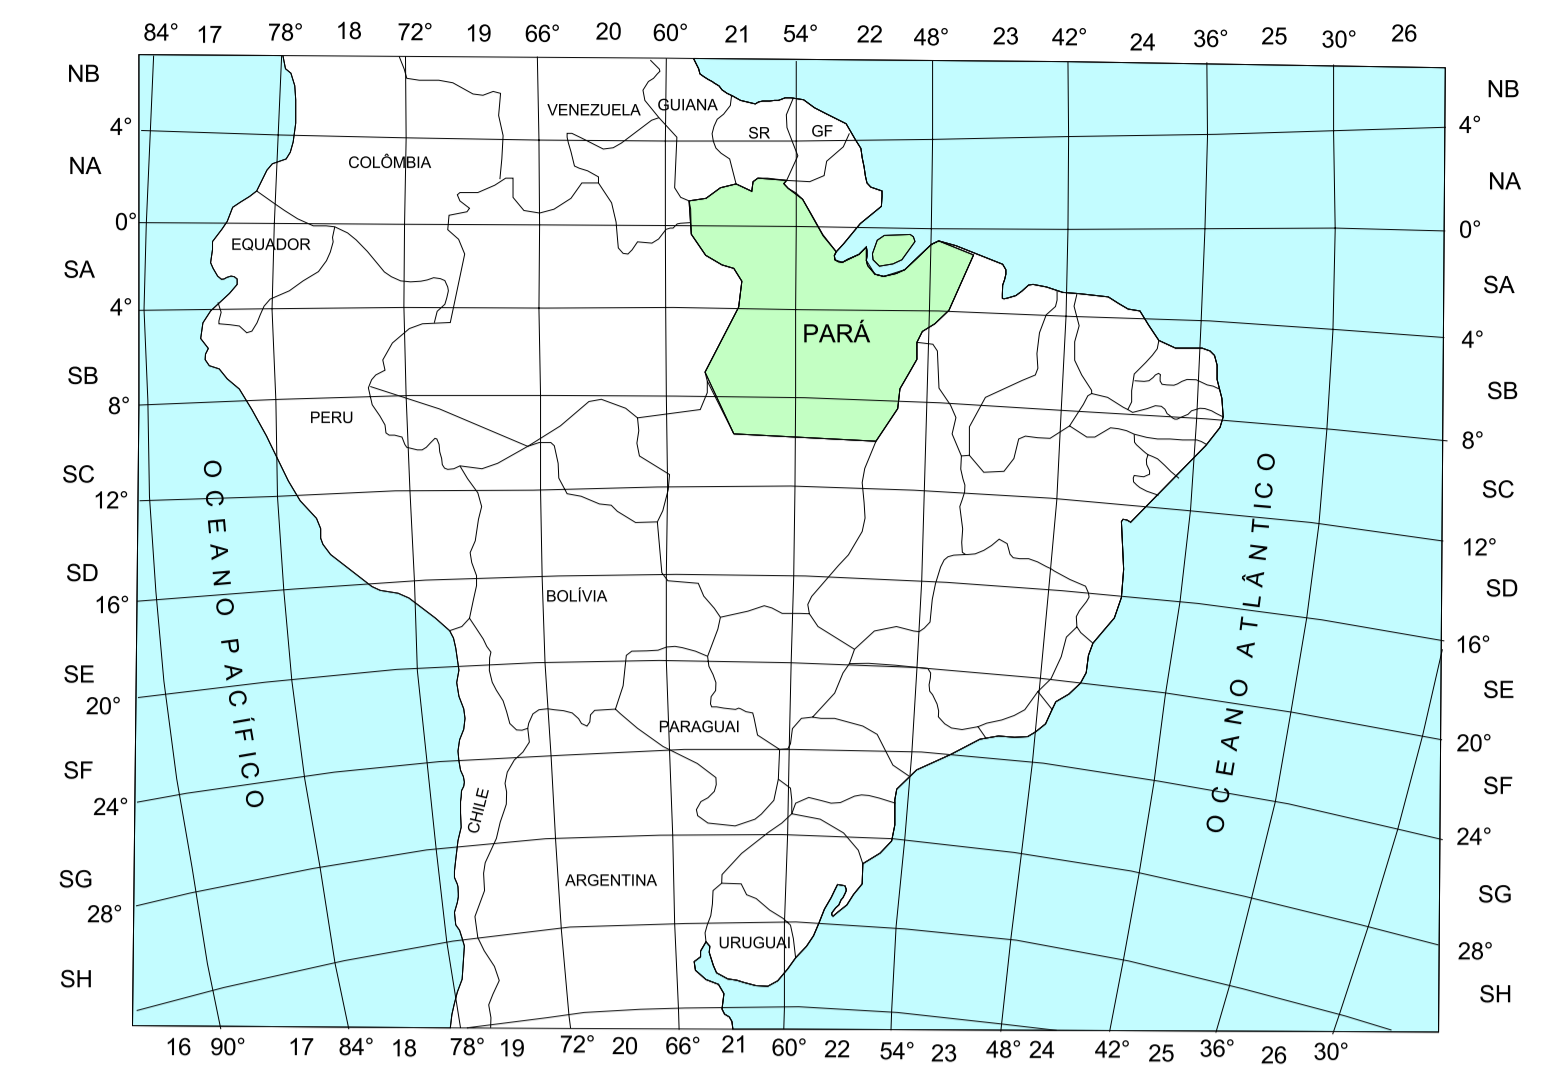 84° 17 78° 18 72° 19 66° 20 60° 21 54° 22 48° 23 42° 24 36° 25 30° 26
NB NB
VENEZUELA GUIANA
4° SR GF 4°
COLÔMBIA
NA NA
0° 0°
EQUADOR
SA SA
4° PARÁ 4°
SB SB
8° PERU 8°
SC SC
12° 12°
OCEANO PACÍFICO
OCEANO ATLÂNTICO
SD SD
16° BOLÍVIA 16°
SE SE
20° PARAGUAI 20°
SF SF
24° CHILE 24°
SG ARGENTINA SG
28° URUGUAI 28°
SH SH
16 90° 17 84° 18 78° 19 72° 20 66° 21 60° 22 54° 23 48° 24 42° 25 36° 26 30°